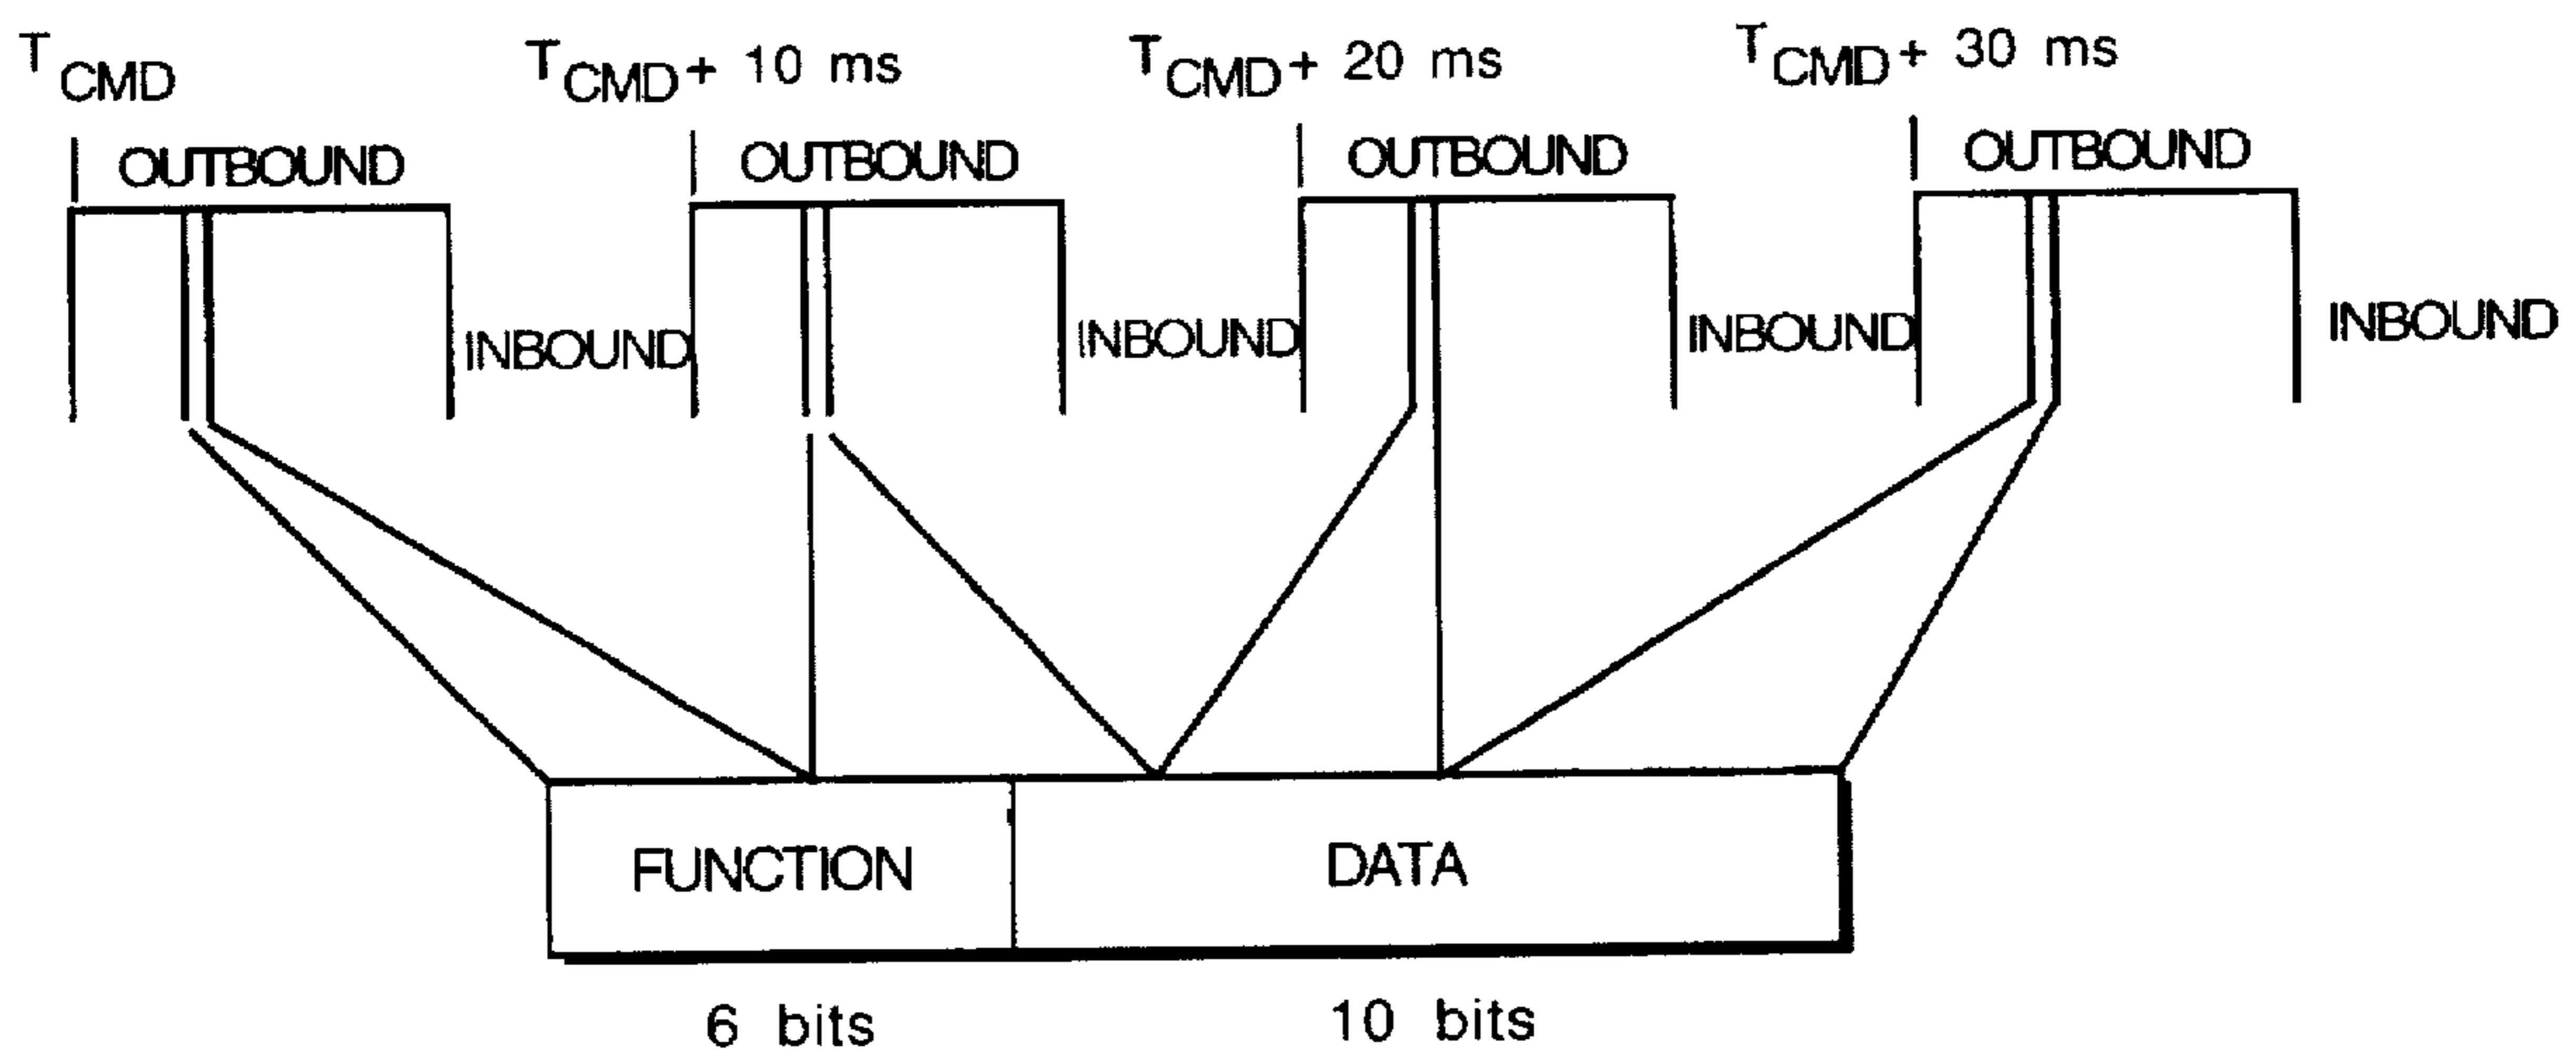 T CMD T CMD + 10 ms T CMD + 20 ms T CMD + 30 ms
OUTBOUND OUTBOUND OUTBOUND OUTBOUND
INBOUND INBOUND INBOUND INBOUND
FUNCTION DATA
6 bits 10 bits